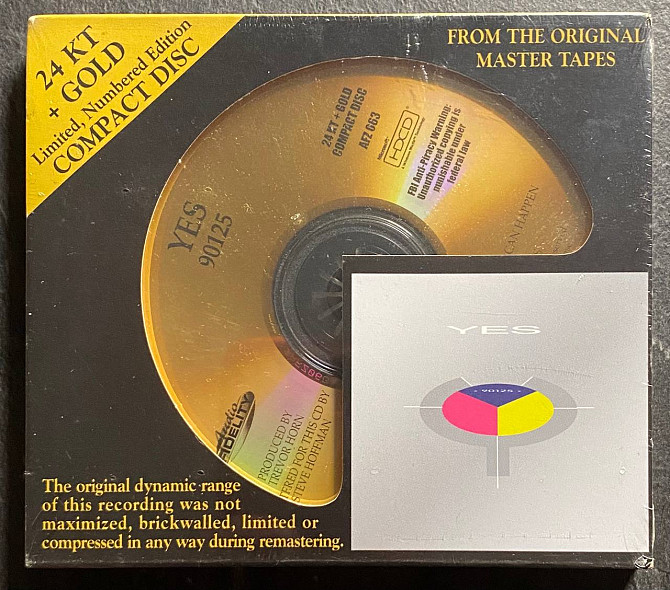 24 KT
+ GOLD
Limited, Numbered Edition
COMPACT DISC
FROM THE ORIGINAL
MASTER TAPES
24 KT + GOLD
COMPACT DISC
AFZ 063
HDCD
FBI Anti-Piracy Warning:
Unauthorized copying is
punishable under
federal law
YES
90125
CAN HAPPEN
YES
90125
Audio
FIDELITY
PRODUCED BY
TREVOR HORN
TERED FOR THIS CD BY
STEVE HOFFMAN
The original dynamic range
of this recording was not
maximized, brickwalled, limited or
compressed in any way during remastering.